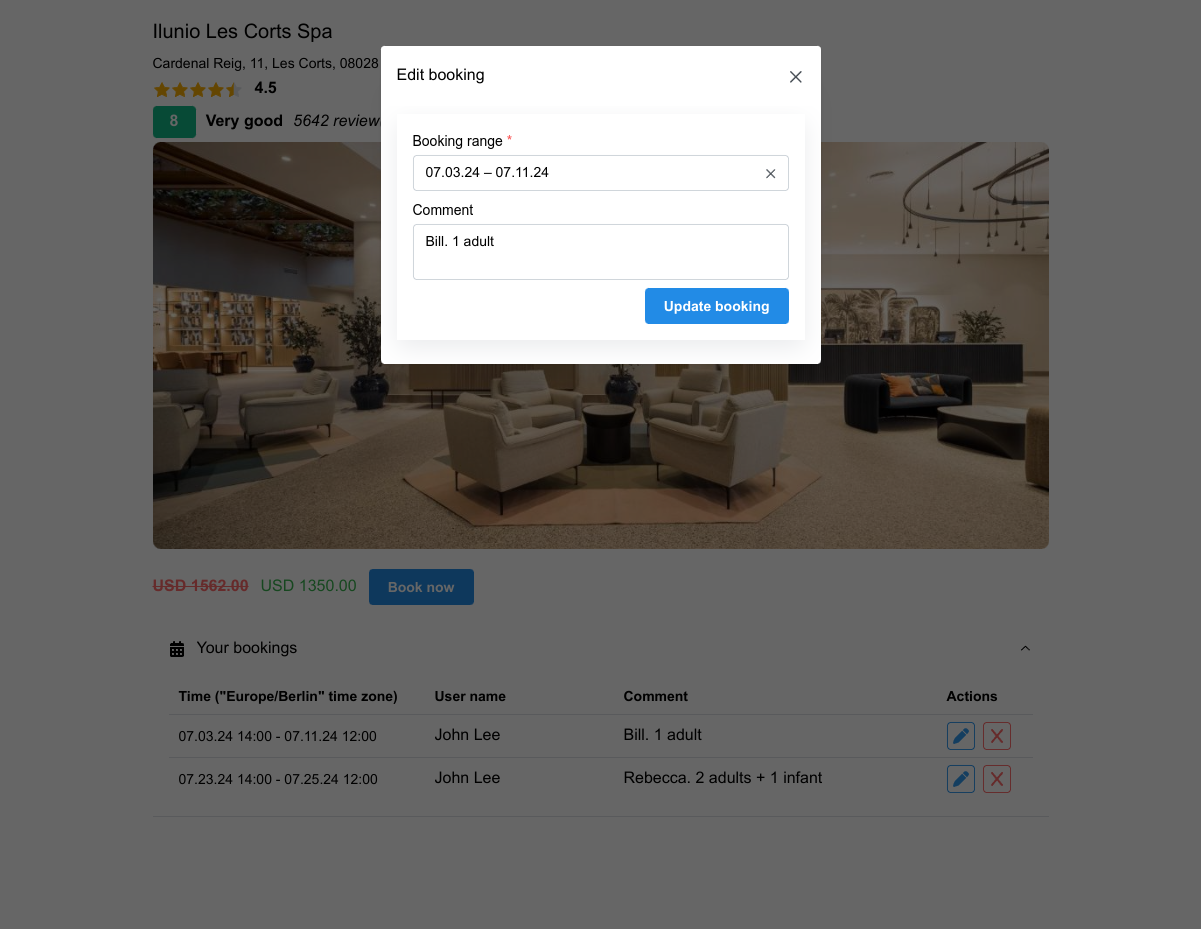 Ilunio Les Corts Spa
Cardenal Reig, 11, Les Corts, 08028
4.5
8 Very good 5642
Edit booking
Booking range *
07.03.24 – 07.11.24
Comment
Bill. 1 adult
Update booking
USD 1562.00 USD 1350.00 Book now
Your bookings
Time ("Europe/Berlin" time zone) User name Comment Actions
07.03.24 14:00 - 07.11.24 12:00 John Lee Bill. 1 adult
07.23.24 14:00 - 07.25.24 12:00 John Lee Rebecca. 2 adults + 1 infant